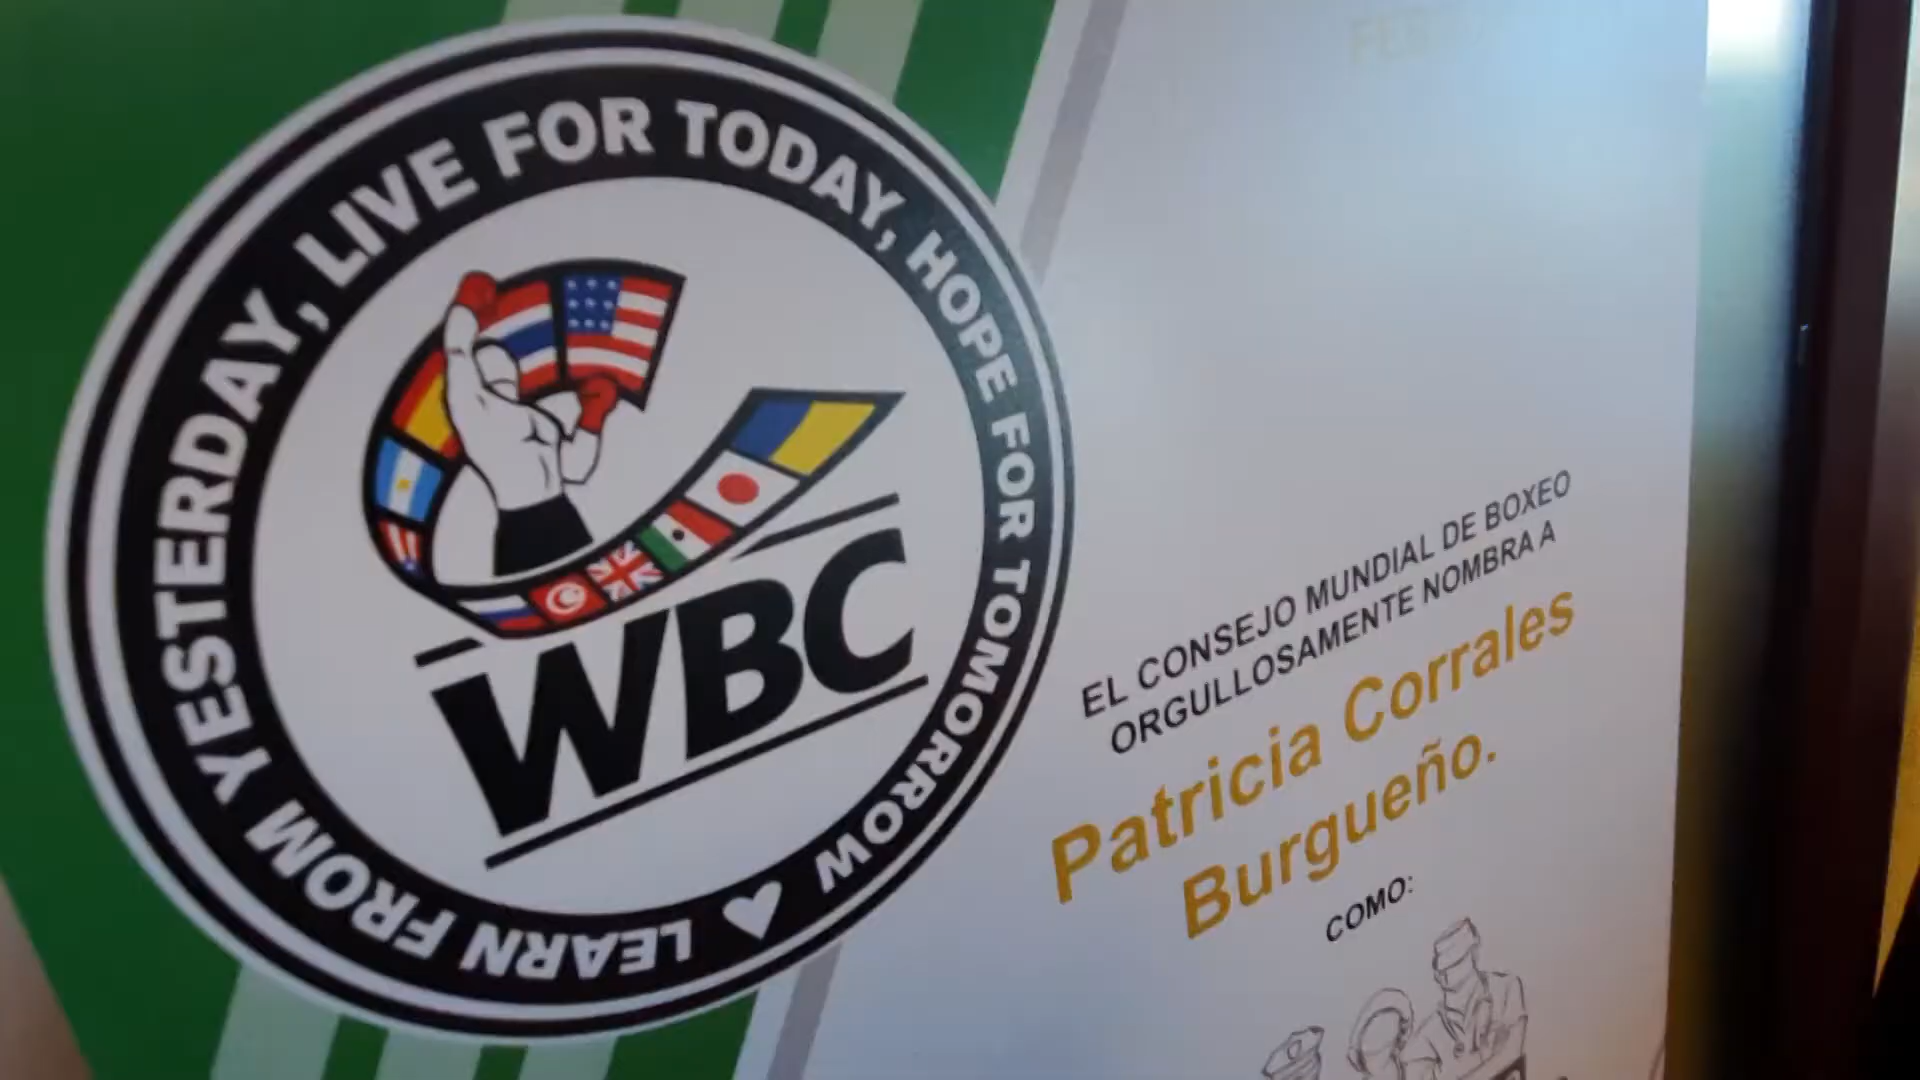 LEARN FROM YESTERDAY, LIVE FOR TODAY, HOPE FOR TOMORROW
WBC
EL CONSEJO MUNDIAL DE BOXEO
ORGULLOSAMENTE NOMBRA A
Patricia Corrales
Burgueño.
COMO: